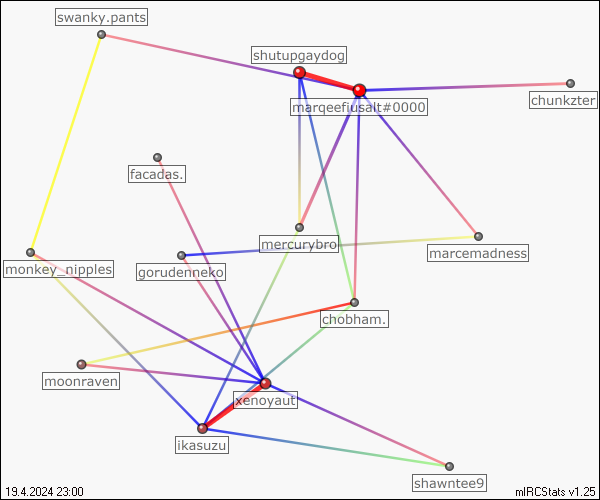 swanky.pants
shutupgaydog
chunkzter
marqeefiusalt#0000
facadas.
mercurybro
marcemadness
monkey_nipples
gorudenneko
chobham.
moonraven
xenoyaut
ikasuzu
shawntee9
19.4.2024 23:00
mIRCStats v1.25